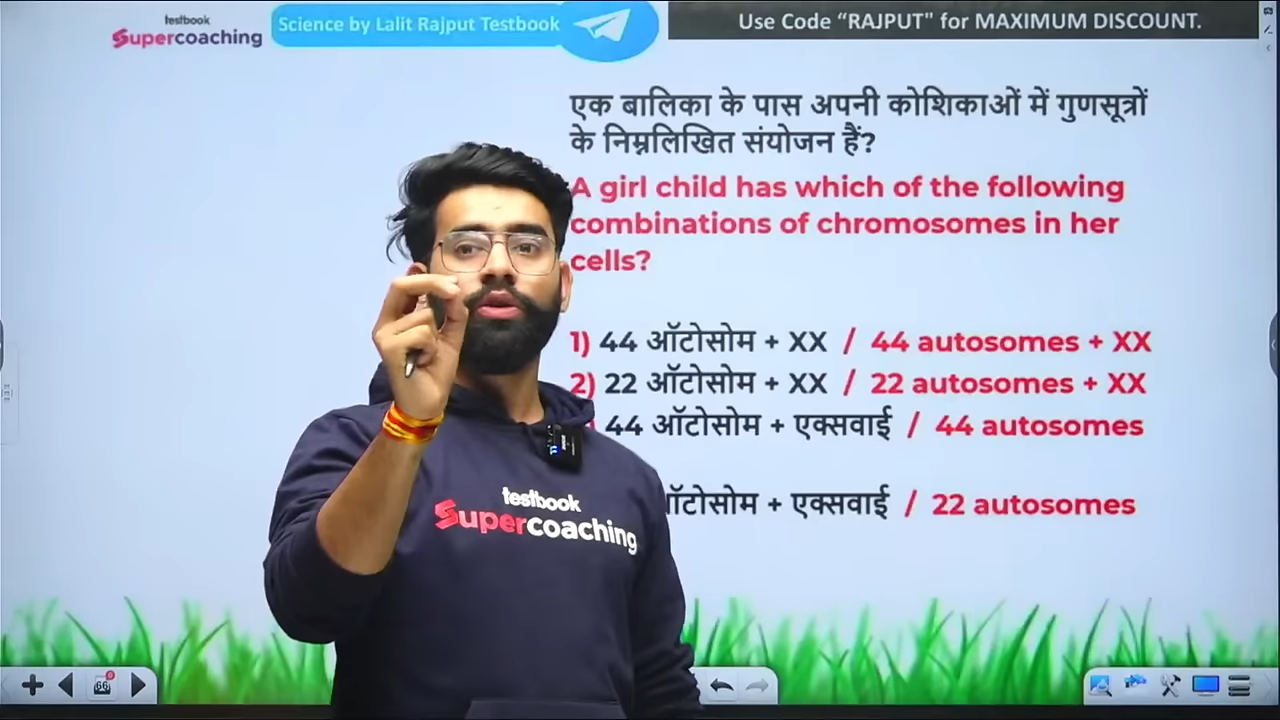 testbook
Supercoaching
Science by Lalit Rajput Testbook
Use Code “RAJPUT" for MAXIMUM DISCOUNT.
एक बालिका के पास अपनी कोशिकाओं में गुणसूत्रों
के निम्नलिखित संयोजन हैं?
A girl child has which of the following
combinations of chromosomes in her
cells?
1) 44 ऑटोसोम + XX / 44 autosomes + XX
2) 22 ऑटोसोम + XX / 22 autosomes + XX
44 ऑटोसोम + एक्सवाई / 44 autosomes
ऑटोसोम + एक्सवाई / 22 autosomes
testbook
Supercoaching
66